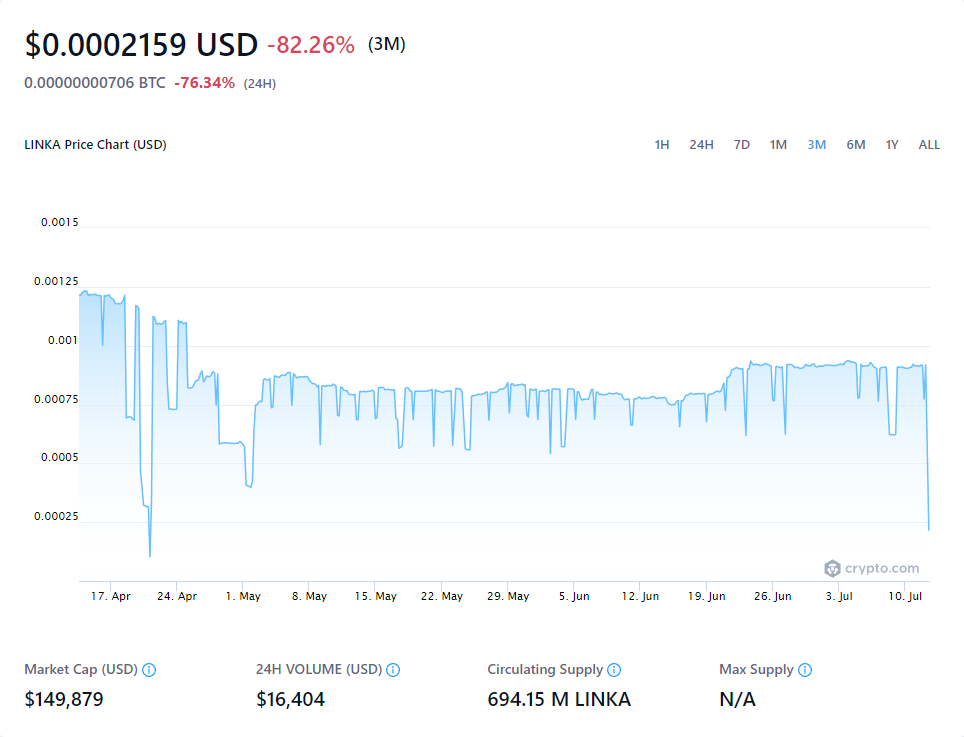 $0.0002159 USD -82.26% (3M)
0.00000000706 BTC -76.34% (24H)
LINKA Price Chart (USD) 1H 24H 7D 1M 3M 6M 1Y ALL
0.0015
0.00125
0.001
0.00075
0.0005
0.00025
crypto.com
17. Apr 24. Apr 1. May 8. May 15. May 22. May 29. May 5. Jun 12. Jun 19. Jun 26. Jun 3. Jul 10. Jul
Market Cap (USD) 24H VOLUME (USD) Circulating Supply Max Supply
$149,879 $16,404 694.15 M LINKA N/A